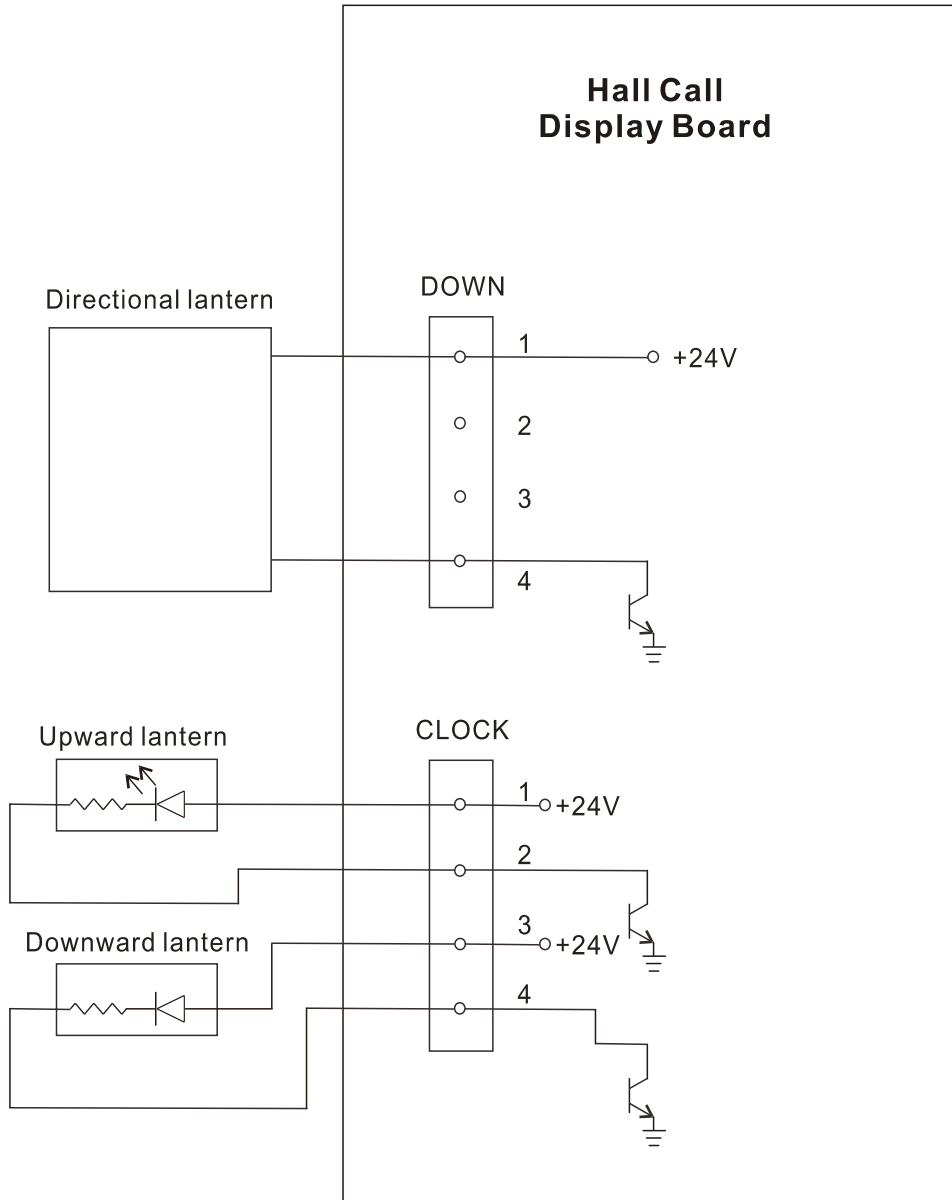 Hall Call
Display Board
Directional lantern
DOWN
1
+24V
2
3
4
Upward lantern
CLOCK
1
+24V
2
Downward lantern
3
+24V
4